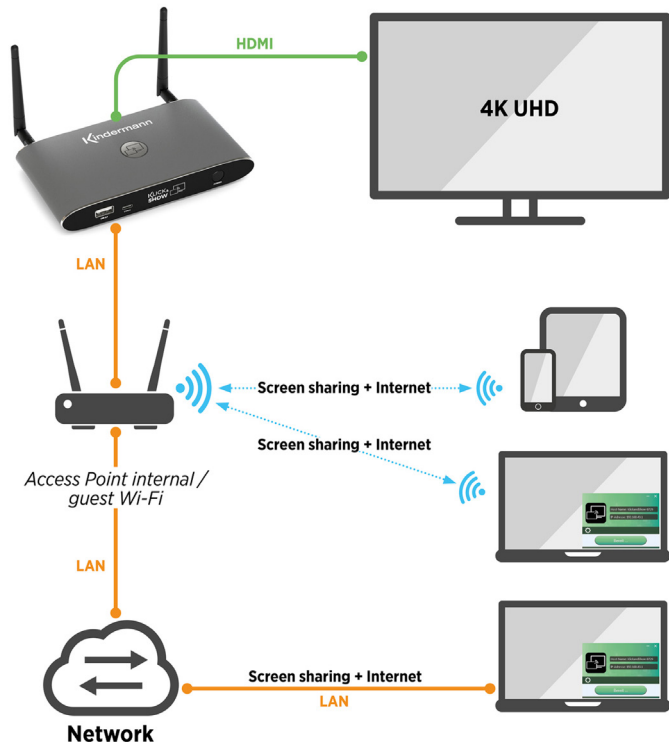 HDMI
4K UHD
Kindermann
KLICK &
SHOW
LAN
Screen sharing + Internet
Screen sharing + Internet
Access Point internal /
guest Wi-Fi
LAN
Screen sharing + Internet
LAN
Network